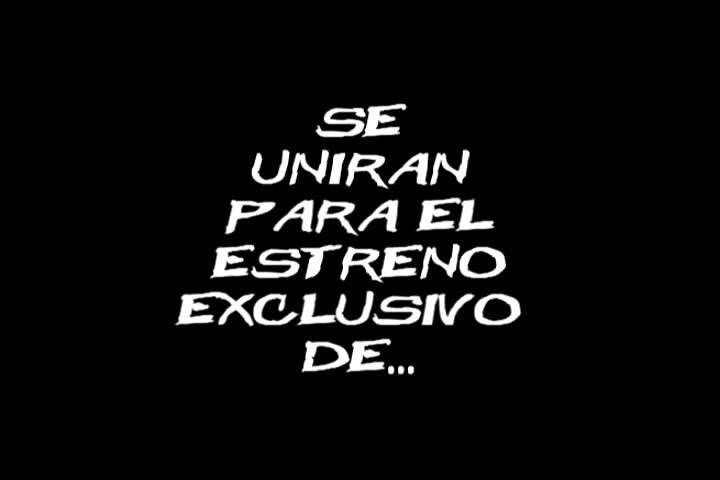 SE
UNIRAN
PARA EL
ESTRENO
EXCLUSIVO
DE...